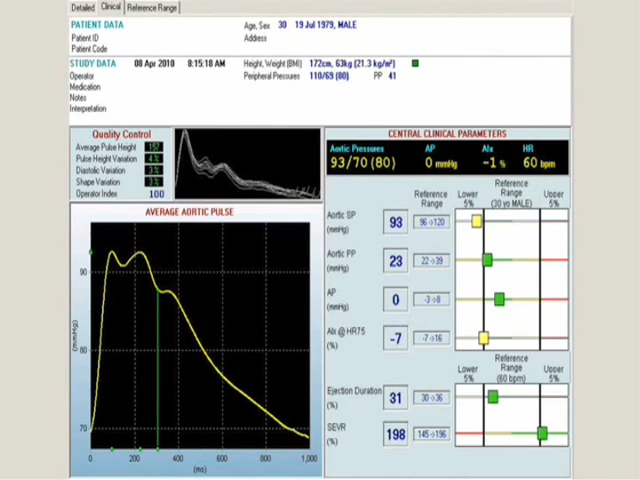 Detailed Clinical Reference Range
PATIENT DATA
Age, Sex 30 19 Jul 1979, MALE
Patient ID
Address
Patient Code
STUDY DATA 08 Apr 2010 8:15:18 AM
Height, Weight (BMI) 172cm, 63kg (21.3 kg/m²)
Operator
Peripheral Pressures 110/69 (80) PP 41
Medication
Notes
Interpretation
Quality Control
Average Pulse Height 157
Pulse Height Variation 4%
Diastolic Variation 3%
Shape Variation 3%
Operator Index 100
CENTRAL CLINICAL PARAMETERS
Aortic Pressures AP AIx HR
93/70 (80) 0 mmHg -1 % 60 bpm
AVERAGE AORTIC PULSE
(mmHg)
90
80
70
0 200 400 600 800 1,000
(ms)
Reference Range
Lower 5%
Reference Range (30 yo MALE)
Upper 5%
Aortic SP (mmHg) 93 96->120
Aortic PP (mmHg) 23 22->39
AP (mmHg) 0 -3->8
AIx @ HR75 (%) -7 -7->16
Lower 5%
Reference Range (60 bpm)
Upper 5%
Ejection Duration (%) 31 30->36
SEVR (%) 198 145->196